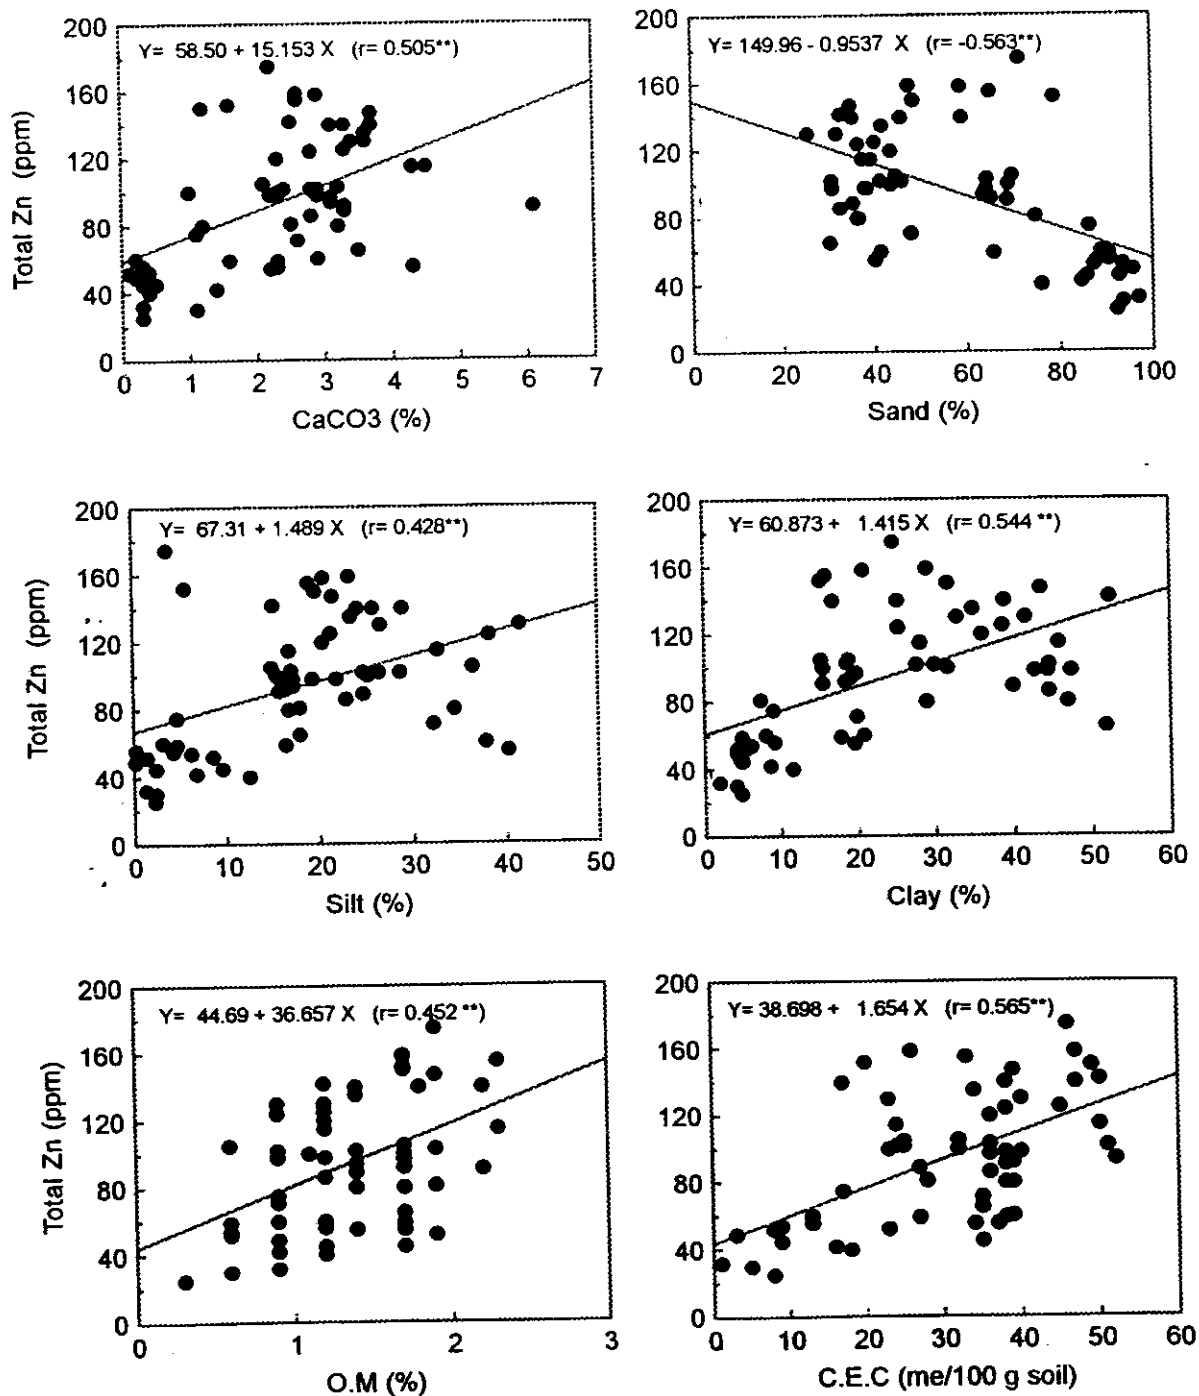 Y= 58.50 + 15.153 X (r= 0.505**)
200
160
120
80
40
0
Total Zn (ppm)
0 1 2 3 4 5 6 7
CaCO3 (%)
Y= 149.96 - 0.9537 X (r= -0.563**)
200
160
120
80
40
0
0 20 40 60 80 100
Sand (%)
Y= 67.31 + 1.489 X (r= 0.428**)
200
160
120
80
40
0
Total Zn (ppm)
0 10 20 30 40 50
Silt (%)
Y= 60.873 + 1.415 X (r= 0.544 **)
200
160
120
80
40
0
0 10 20 30 40 50 60
Clay (%)
Y= 44.69 + 36.657 X (r= 0.452 **)
200
160
120
80
40
0
Total Zn (ppm)
0 1 2 3
O.M (%)
Y= 38.698 + 1.654 X (r= 0.565**)
200
160
120
80
40
0
0 10 20 30 40 50 60
C.E.C (me/100 g soil)